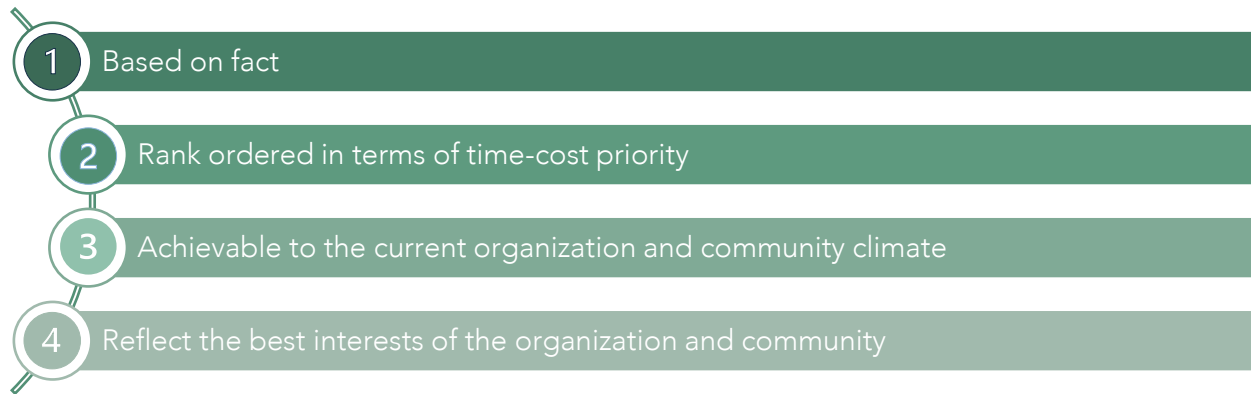 1 Based on fact
2 Rank ordered in terms of time-cost priority
3 Achievable to the current organization and community climate
4 Reflect the best interests of the organization and community